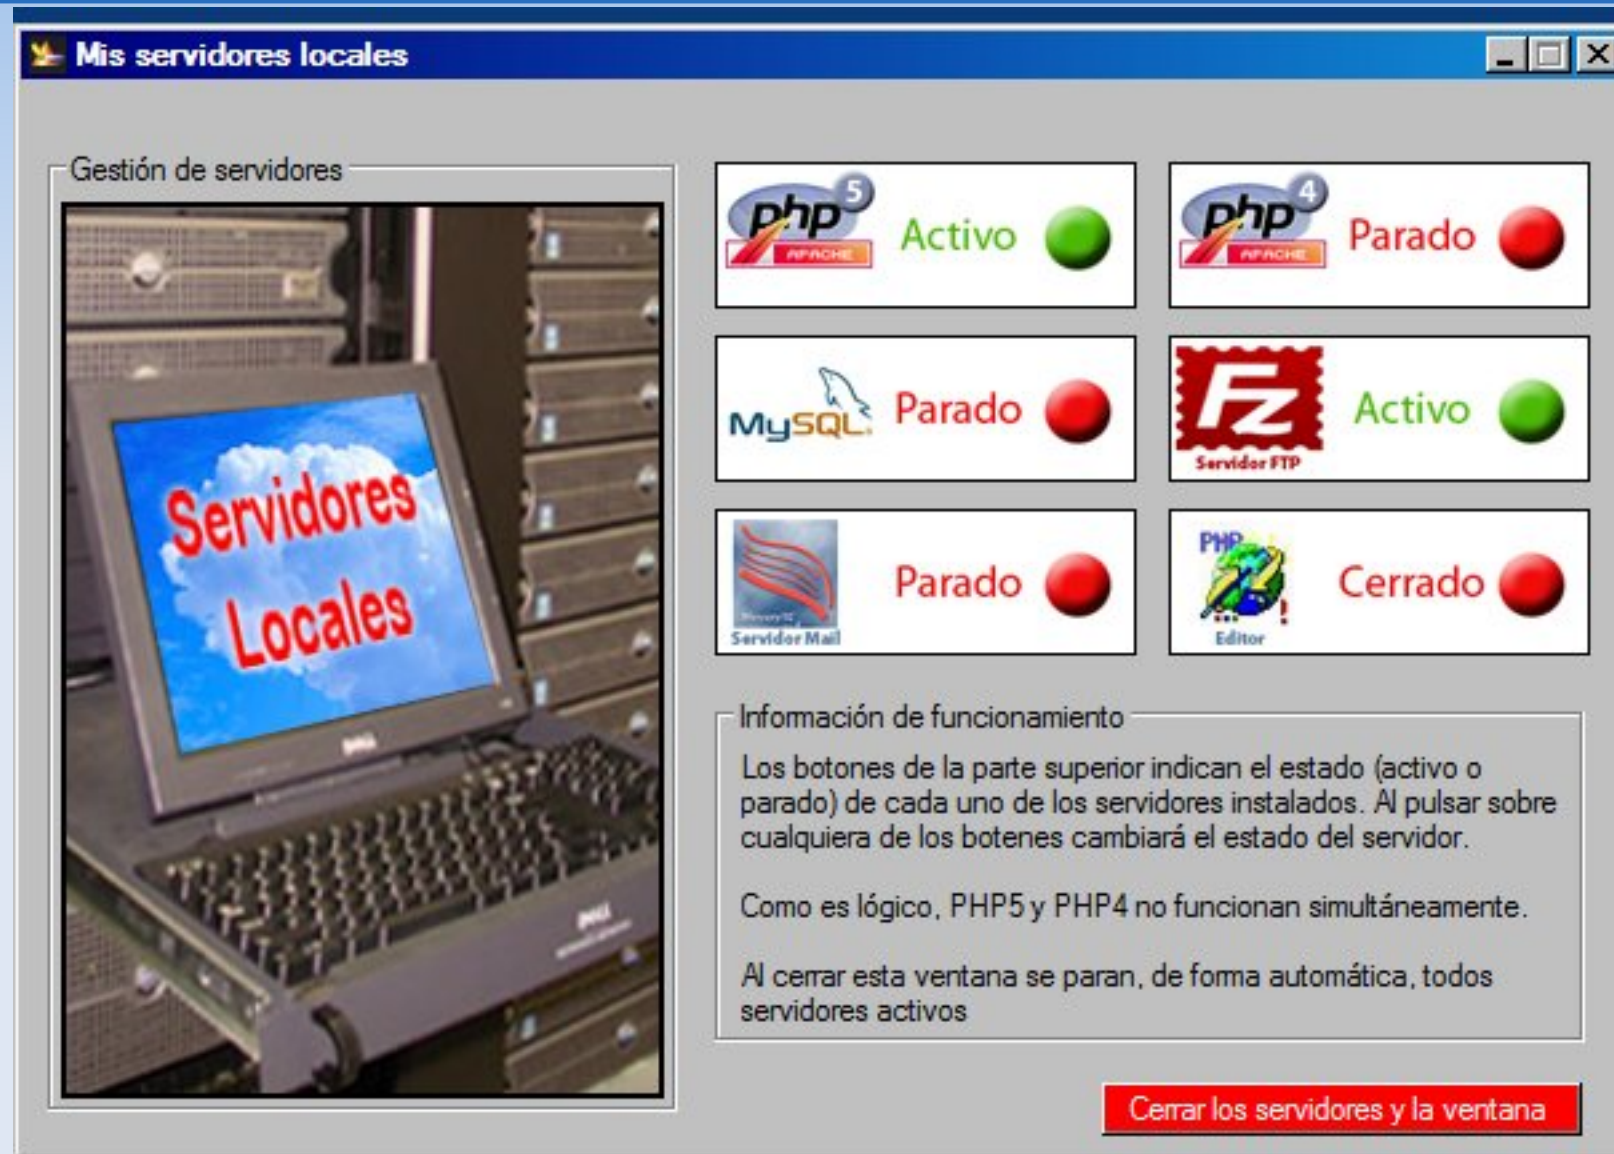 Mis servidores locales
Gestión de servidores
Servidores
Locales
DELL
DELL
php 5
APACHE
Activo
php 4
APACHE
Parado
MySQL
Parado
Fz
Servidor FTP
Activo
Servidor Mail
Parado
PHP
Editor
Cerrado
Información de funcionamiento
Los botones de la parte superior indican el estado (activo o
parado) de cada uno de los servidores instalados. Al pulsar sobre
cualquiera de los botenes cambiará el estado del servidor.
Como es lógico, PHP5 y PHP4 no funcionan simultáneamente.
Al cerrar esta ventana se paran, de forma automática, todos
servidores activos
Cerrar los servidores y la ventana